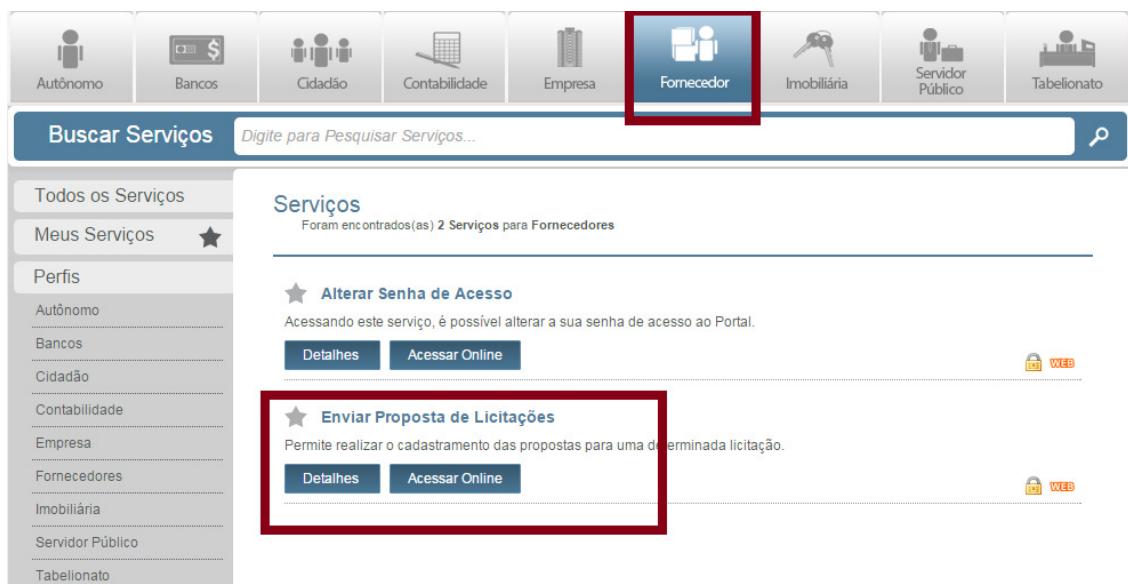 Autônomo
Bancos
Cidadão
Contabilidade
Empresa
Fornecedor
Imobiliária
Servidor
Público
Tabelionato
Buscar Serviços
Digite para Pesquisar Serviços...
Todos os Serviços
Meus Serviços
Perfis
Autônomo
Bancos
Cidadão
Contabilidade
Empresa
Fornecedores
Imobiliária
Servidor Público
Tabelionato
Serviços
Foram encontrados(as) 2 Serviços para Fornecedores
Alterar Senha de Acesso
Acessando este serviço, é possível alterar a sua senha de acesso ao Portal.
Detalhes
Acessar Online
WEB
Enviar Proposta de Licitações
Permite realizar o cadastramento das propostas para uma determinada licitação.
Detalhes
Acessar Online
WEB